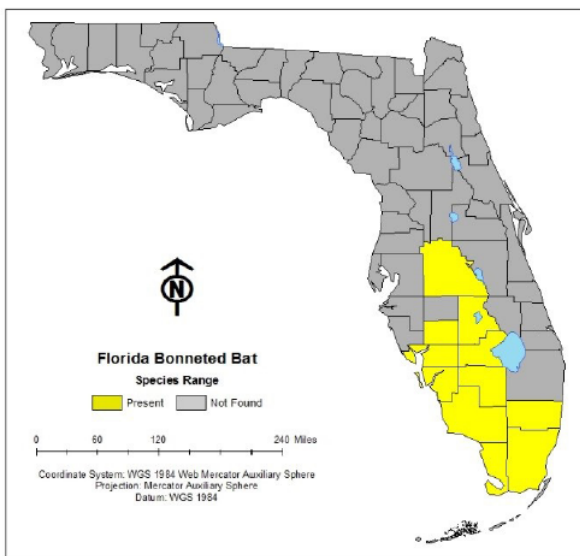 N
Florida Bonneted Bat
Species Range
Present Not Found
0 60 120 240 Miles
Coordinate System: WGS 1984 Web Mercator Auxiliary Sphere
Projection: Mercator Auxiliary Sphere
Datum: WGS 1984